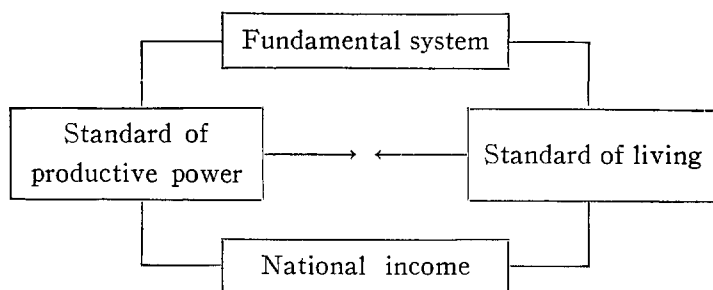 Fundamental system
Standard of
productive power
Standard of living
National income